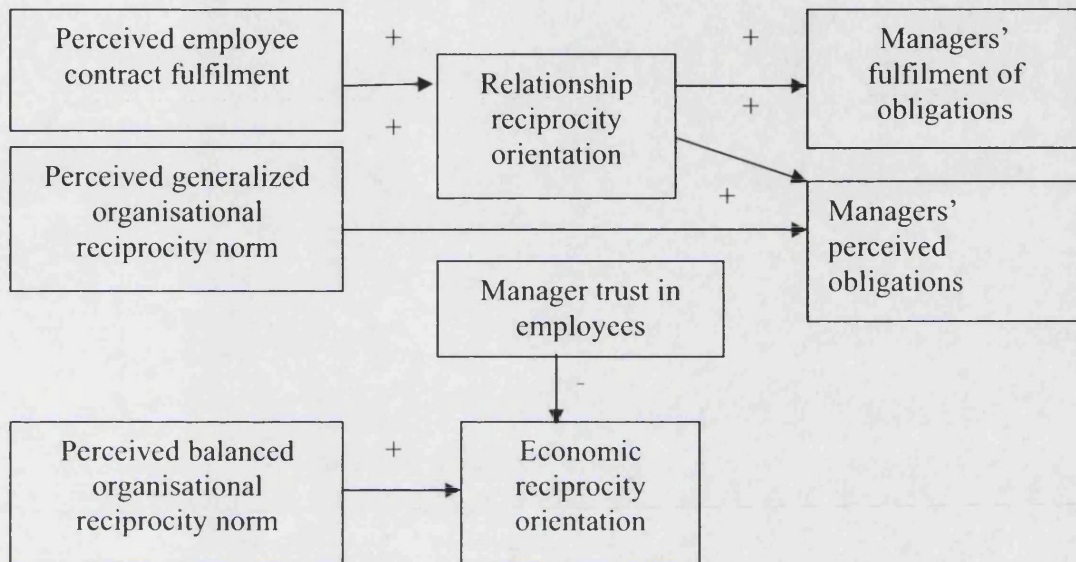 Perceived employee
contract fulfilment
+
+
Relationship
reciprocity
orientation
+
+
Managers'
fulfilment of
obligations
Perceived generalized
organisational
reciprocity norm
+
Managers'
perceived
obligations
Manager trust in
employees
-
Perceived balanced
organisational
reciprocity norm
+
Economic
reciprocity
orientation